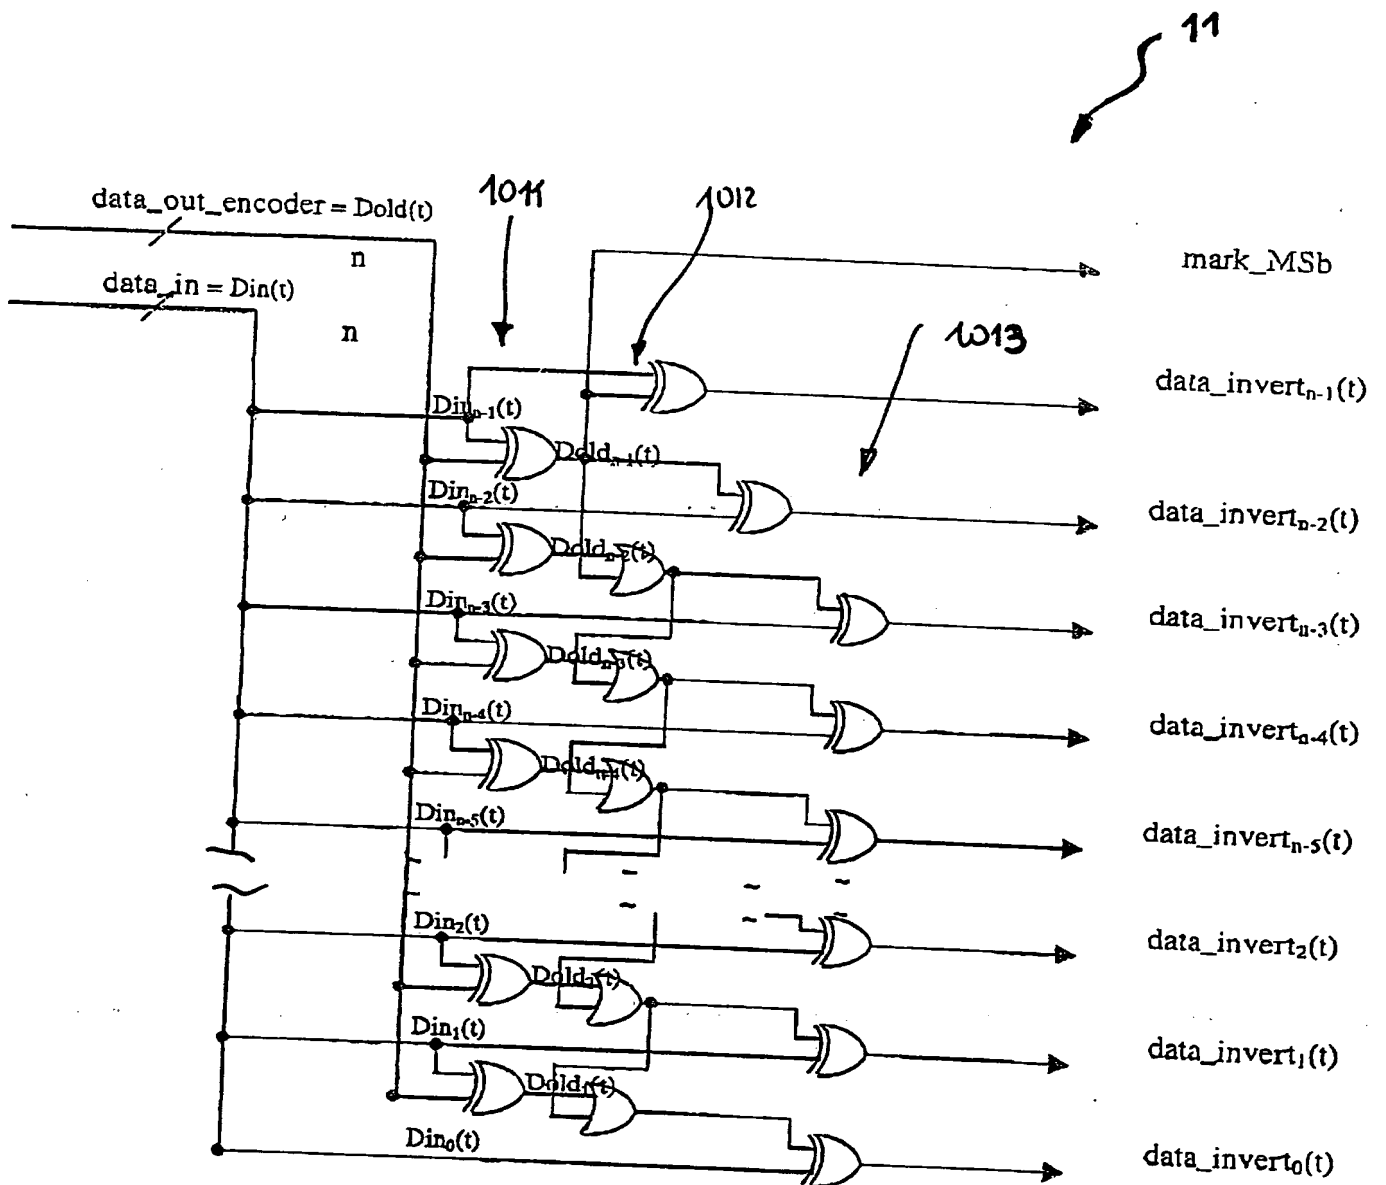 11
data_out_encoder = Dold(t)
n
data_in = Din(t)
n
1011
1012
1013
mark_MSb
data_invertn-1(t)
Dinn-1(t)
Doldn-1(t)
Dinn-2(t)
data_invertn-2(t)
Doldn-2(t)
Dinn-3(t)
data_invertn-3(t)
Doldn-3(t)
Dinn-4(t)
data_invertn-4(t)
Doldn-4(t)
Dinn-5(t)
data_invertn-5(t)
~ ~ ~
~ ~ ~
Din2(t)
data_invert2(t)
Dold2(t)
Din1(t)
data_invert1(t)
Dold1(t)
Din0(t)
data_invert0(t)